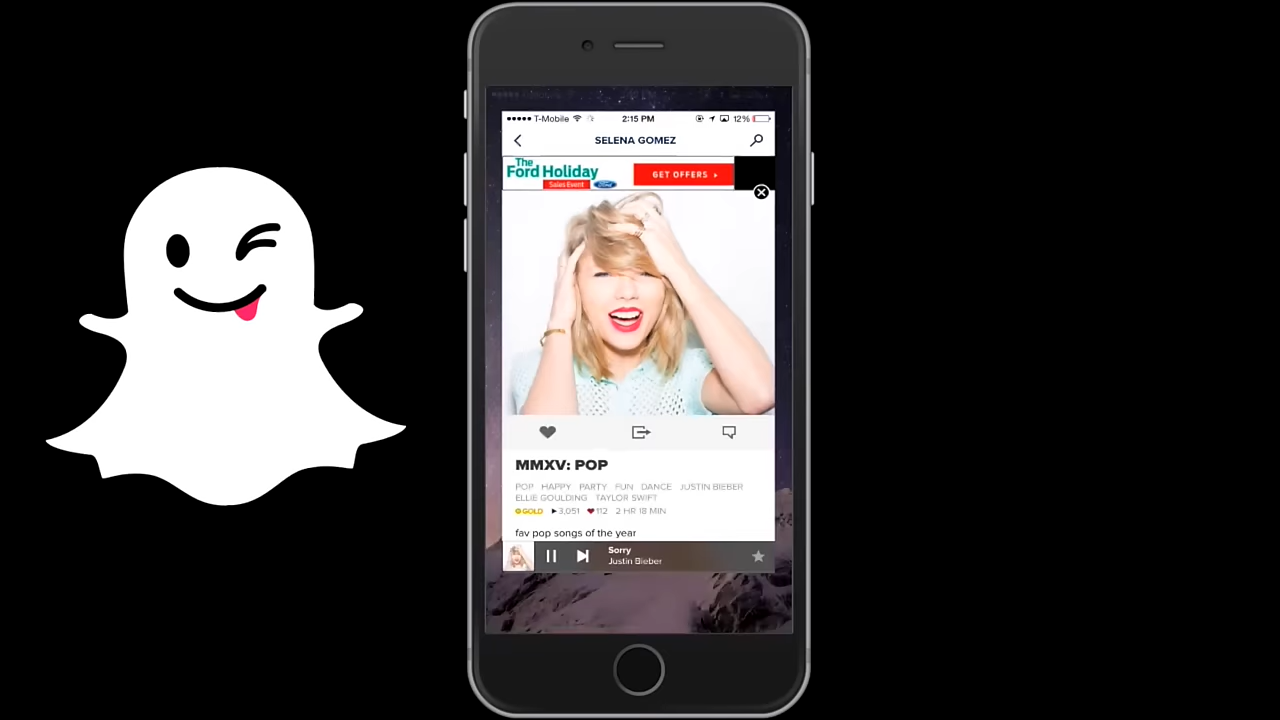 T-Mobile 2:15 PM 12%
SELENA GOMEZ
The
Ford Holiday
Sales Event Ford
GET OFFERS
MMXV: POP
POP HAPPY PARTY FUN DANCE JUSTIN BIEBER
ELLIE GOULDING TAYLOR SWIFT
GOLD 3,051 112 2 HR 18 MIN
fav pop songs of the year
Sorry
Justin Bieber